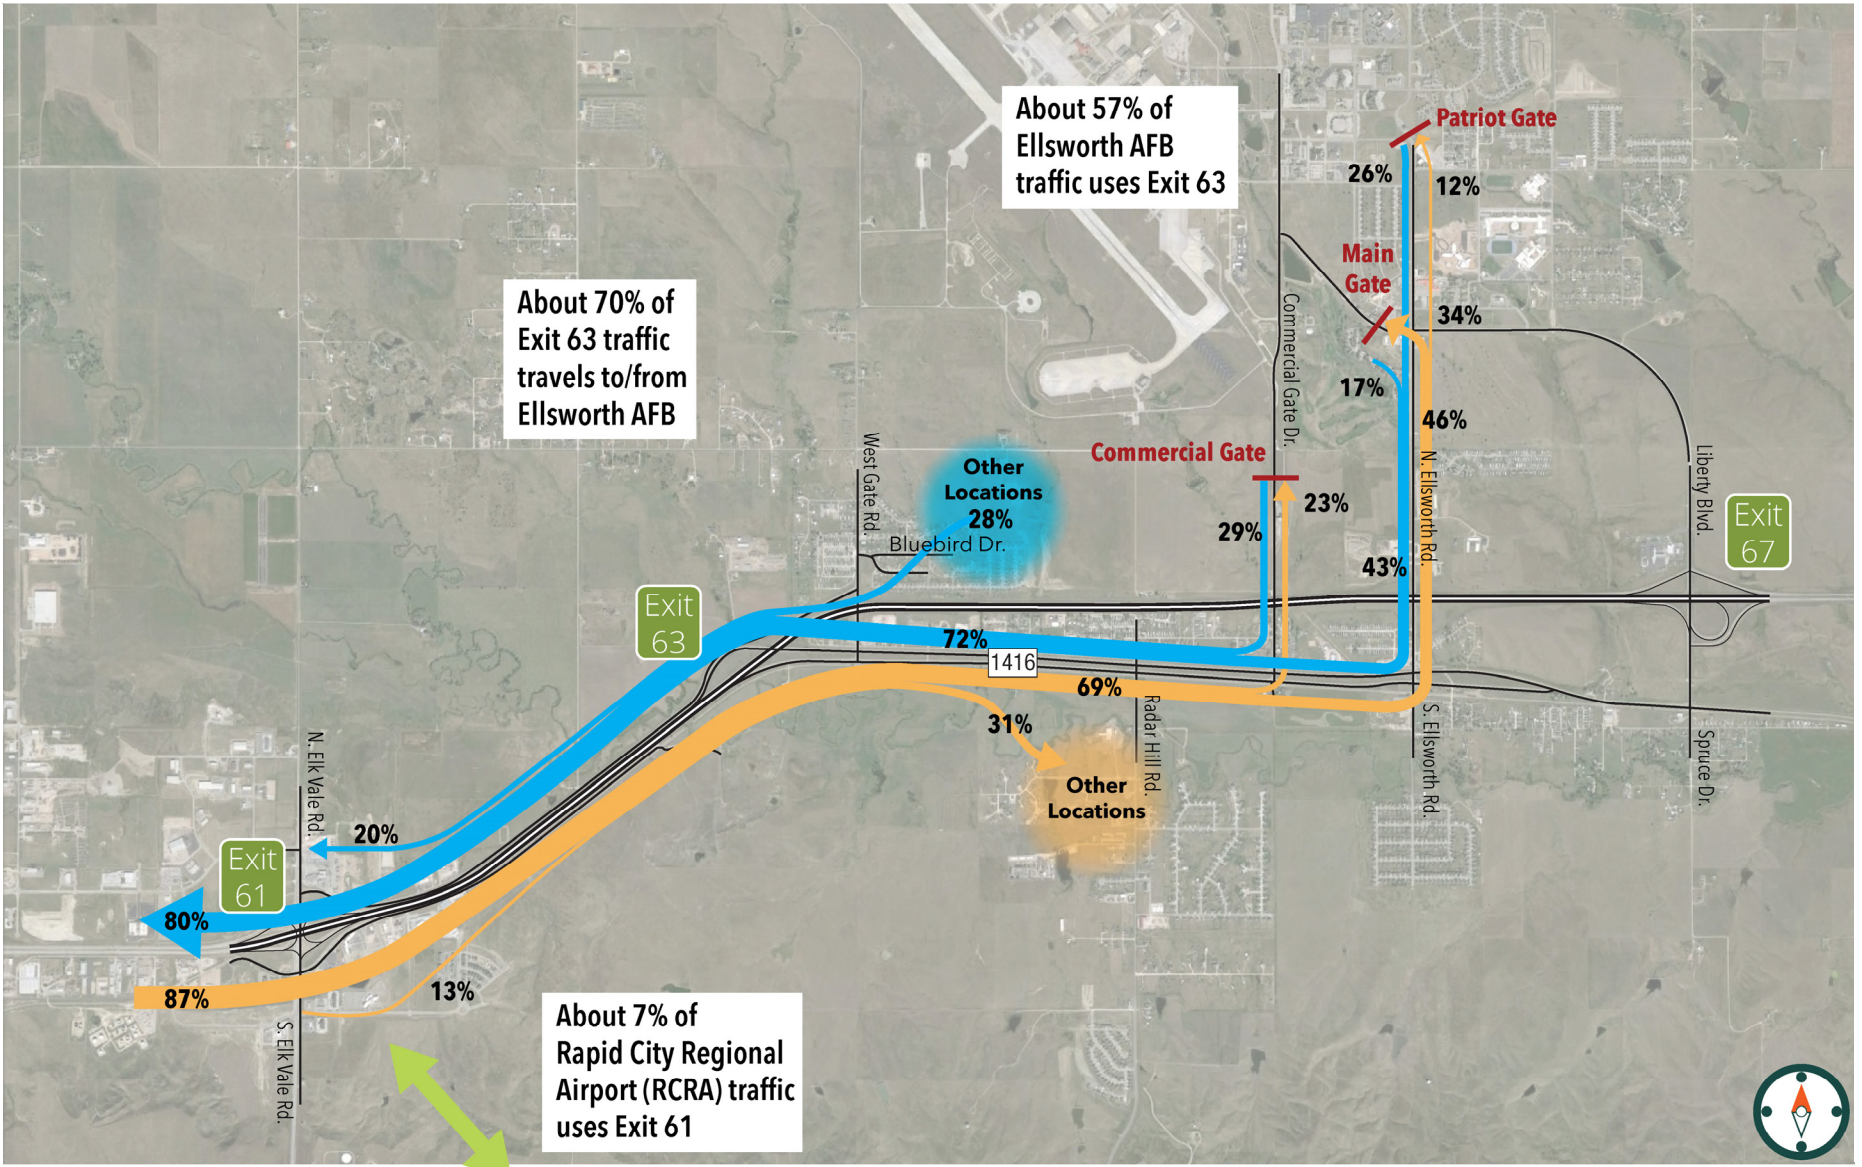 About 57% of
Ellsworth AFB
traffic uses Exit 63
Patriot Gate
26%
12%
Main
Gate
34%
17%
46%
About 70% of
Exit 63 traffic
travels to/from
Ellsworth AFB
Commercial Gate Dr.
Commercial Gate
23%
29%
N. Ellsworth Rd.
43%
Liberty Blvd.
Exit
67
West Gate Rd.
Other
Locations
28%
Bluebird Dr.
Exit
63
72%
1416
69%
31%
Radar Hill Rd.
S. Ellsworth Rd.
Spruce Dr.
Other
Locations
N. Elk Vale Rd.
20%
Exit
61
80%
87%
13%
S. Elk Vale Rd.
About 7% of
Rapid City Regional
Airport (RCRA) traffic
uses Exit 61